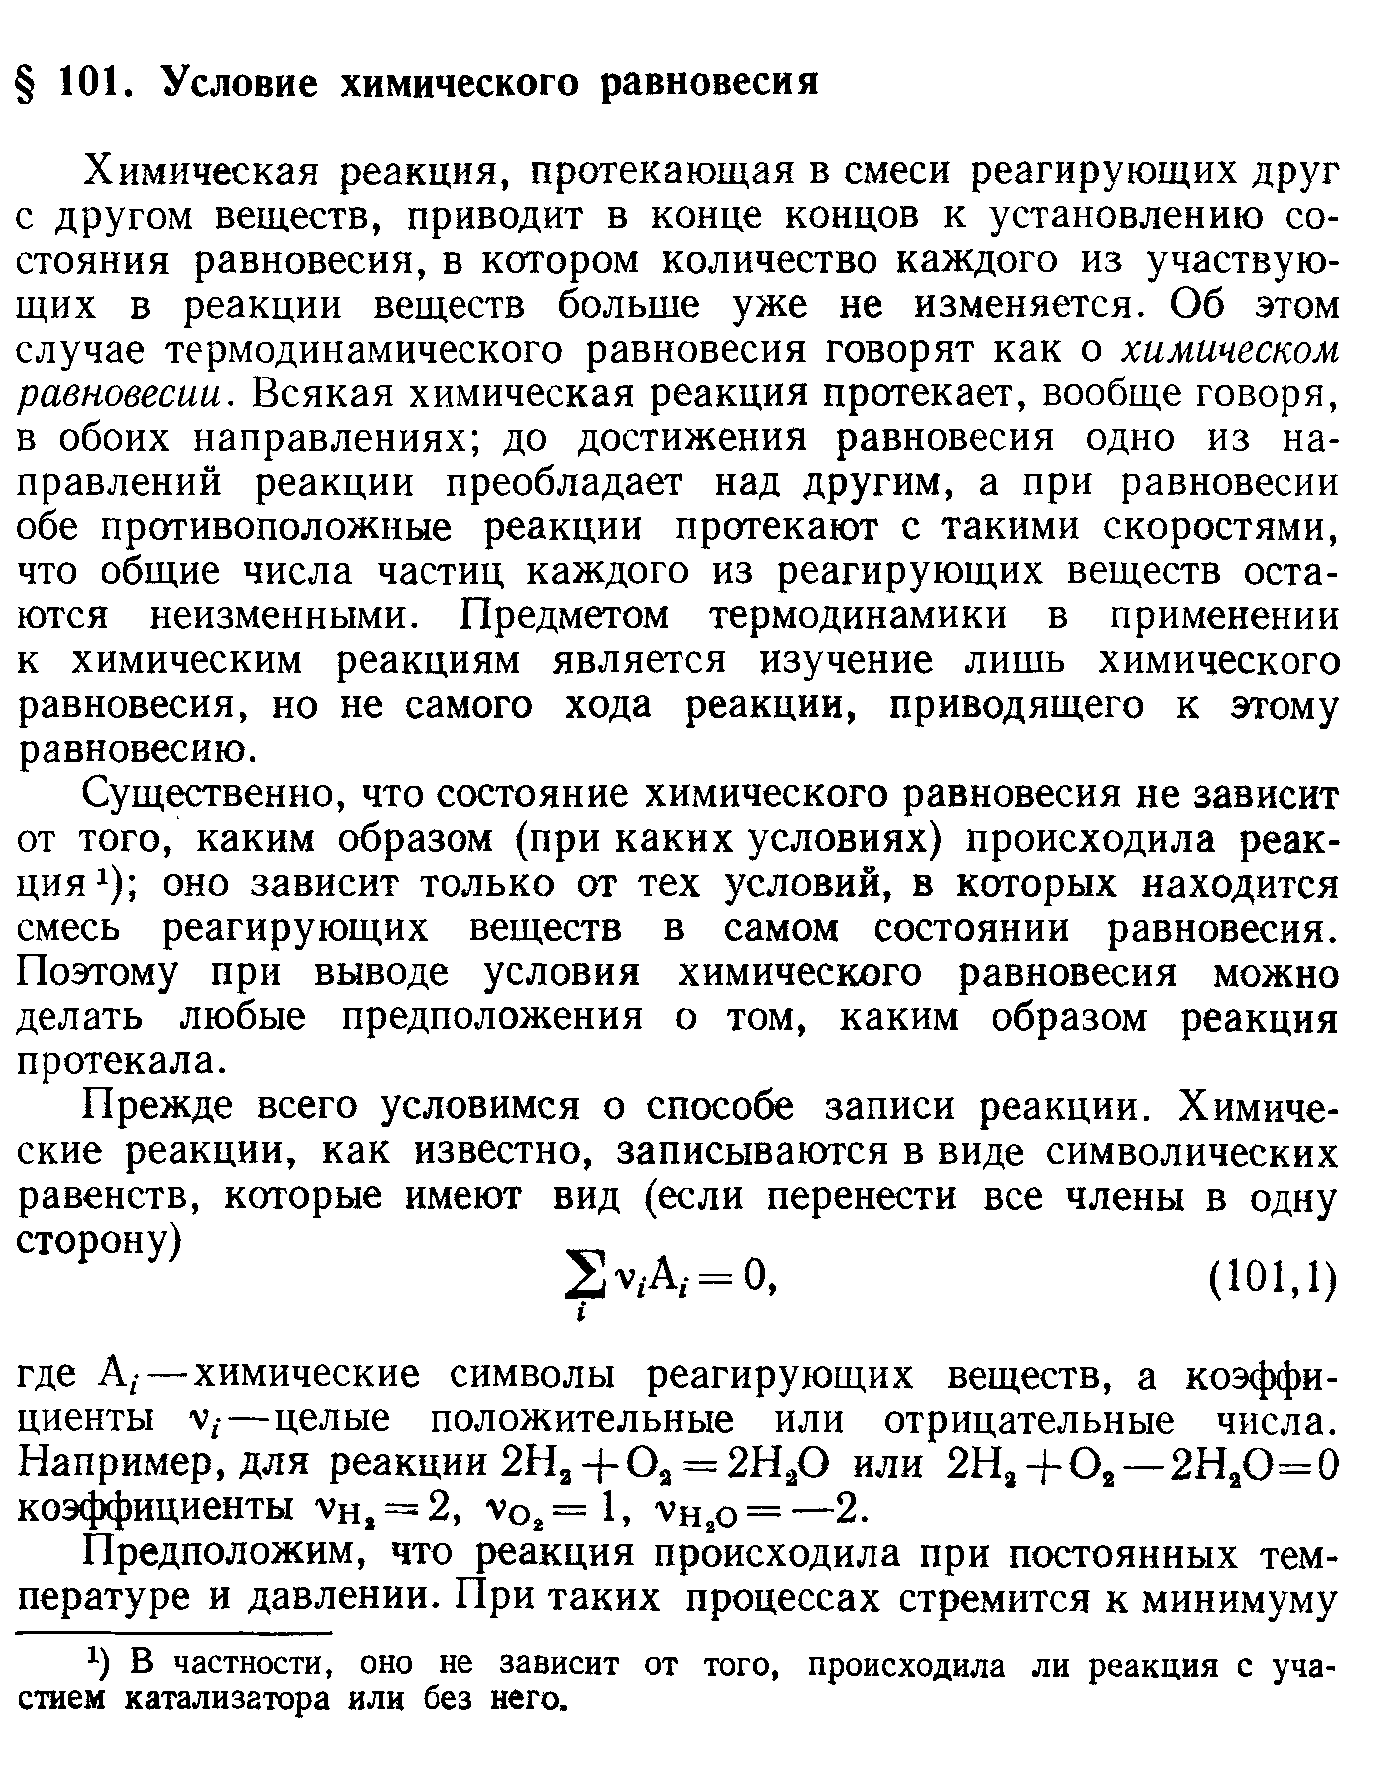 § 101. Условие химического равновесия
Химическая реакция, протекающая в смеси реагирующих друг
с другом веществ, приводит в конце концов к установлению со-
стояния равновесия, в котором количество каждого из участвую-
щих в реакции веществ больше уже не изменяется. Об этом
случае термодинамического равновесия говорят как о химическом
равновесии. Всякая химическая реакция протекает, вообще говоря,
в обоих направлениях; до достижения равновесия одно из на-
правлений реакции преобладает над другим, а при равновесии
обе противоположные реакции протекают с такими скоростями,
что общие числа частиц каждого из реагирующих веществ оста-
ются неизменными. Предметом термодинамики в применении
к химическим реакциям является изучение лишь химического
равновесия, но не самого хода реакции, приводящего к этому
равновесию.
Существенно, что состояние химического равновесия не зависит
от того, каким образом (при каких условиях) происходила реак-
ция ¹); оно зависит только от тех условий, в которых находится
смесь реагирующих веществ в самом состоянии равновесия.
Поэтому при выводе условия химического равновесия можно
делать любые предположения о том, каким образом реакция
протекала.
Прежде всего условимся о способе записи реакции. Химиче-
ские реакции, как известно, записываются в виде символических
равенств, которые имеют вид (если перенести все члены в одну
сторону)
∑ᵢ νᵢAᵢ = 0, (101,1)
где Aᵢ — химические символы реагирующих веществ, а коэффи-
циенты νᵢ — целые положительные или отрицательные числа.
Например, для реакции 2H₂ + O₂ = 2H₂O или 2H₂ + O₂ — 2H₂O = 0
коэффициенты ν_H₂ = 2, ν_O₂ = 1, ν_H₂O = —2.
Предположим, что реакция происходила при постоянных тем-
пературе и давлении. При таких процессах стремится к минимуму
¹) В частности, оно не зависит от того, происходила ли реакция с уча-
стием катализатора или без него.